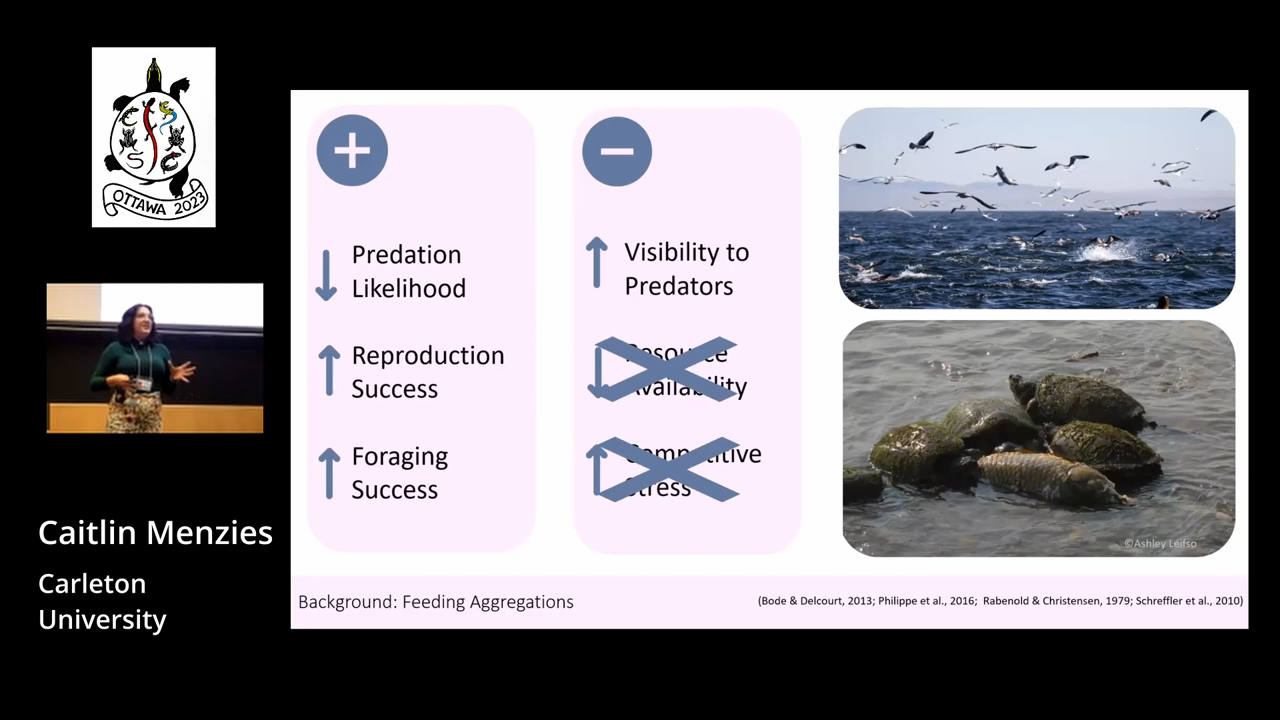 OTTAWA 2023
Caitlin Menzies
Carleton
University
Predation
Likelihood
Reproduction
Success
Foraging
Success
Visibility to
Predators
Resource
Availability
Competitive
Stress
©Ashley Leifso
Background: Feeding Aggregations
(Bode & Delcourt, 2013; Philippe et al., 2016; Rabenold & Christensen, 1979; Schreffler et al., 2010)